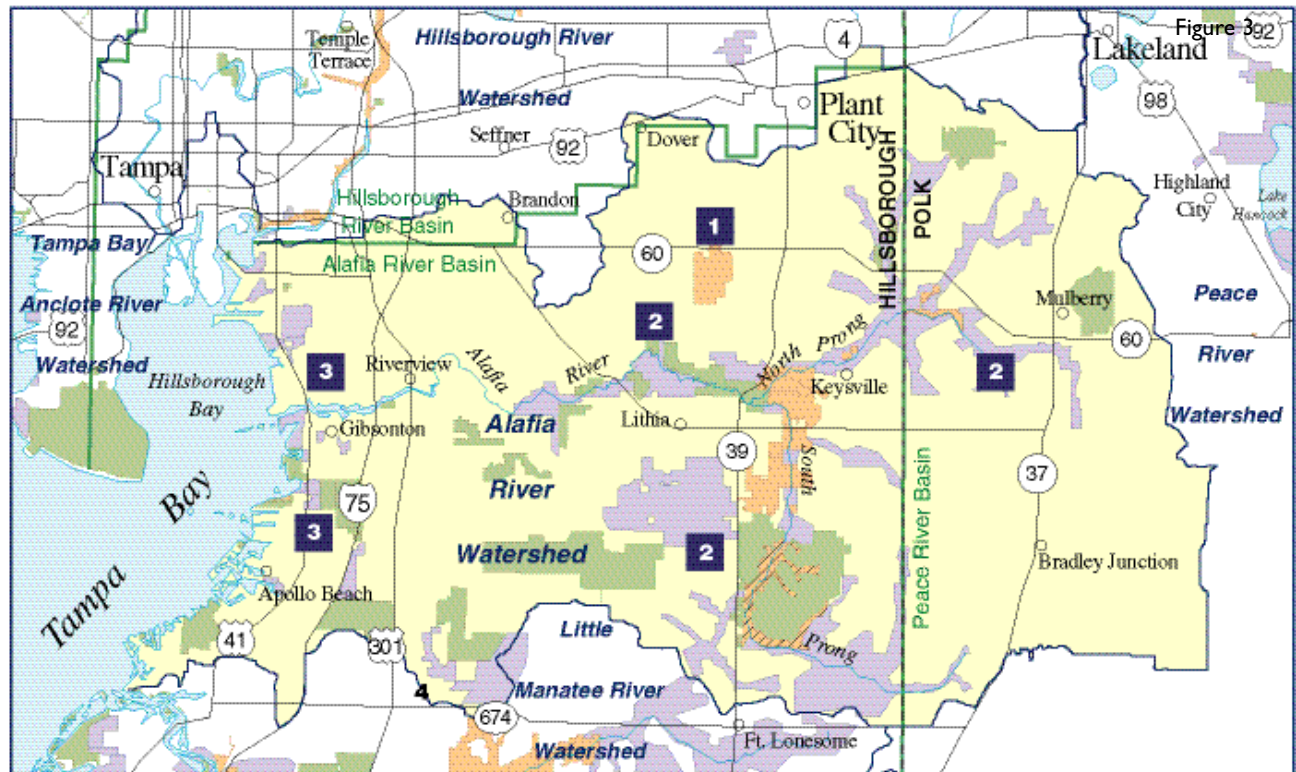 Figure 3
Temple
Terrace
Hillsborough River
Watershed
4
Lakeland
92
98
Plant
City
Seffner
92
Dover
Tampa
HILLSBOROUGH
POLK
Highland
City
Lake
Hancock
Brandon
Hillsborough
River Basin
Alafia River Basin
1
60
Tampa Bay/
Anclote River
Watershed
92
Peace
River
Watershed
Mulberry
60
2
Hillsborough
Bay
3
Riverview
Alafia
River
North
Prong
Keysville
2
Gibsonton
Alafia
River
Watershed
Lithia
39
South
37
75
3
2
Bradley Junction
Peace River Basin
Tampa
Bay
Apollo Beach
41
301
Little
Manatee River
Watershed
Prong
4
674
Ft. Lonesome